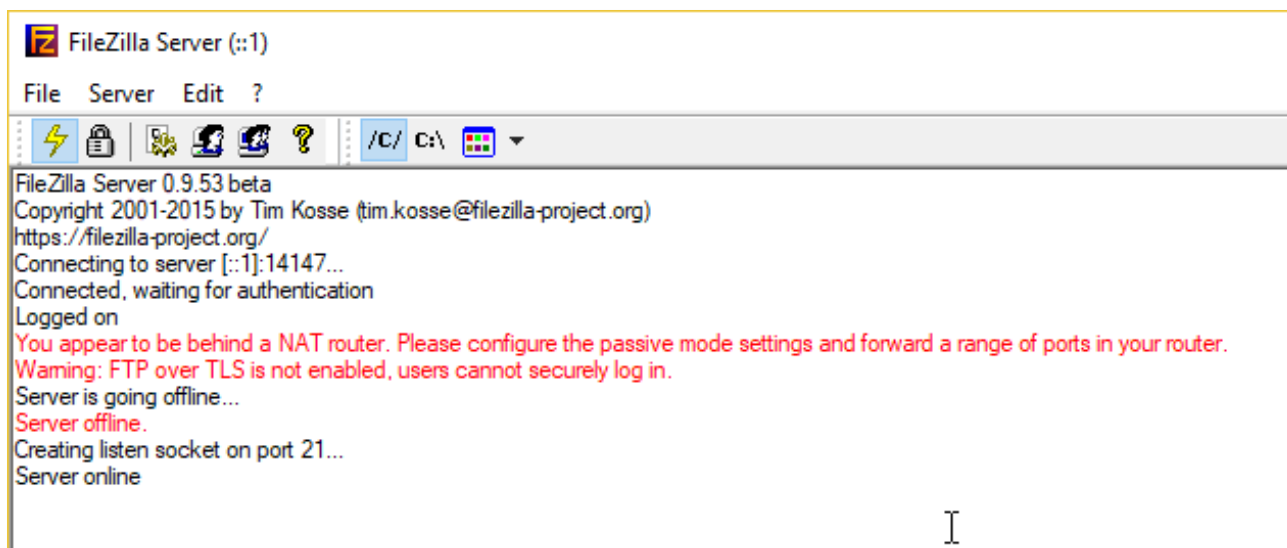 FileZilla Server (::1)
File Server Edit ?
/C/ C:\
FileZilla Server 0.9.53 beta
Copyright 2001-2015 by Tim Kosse (tim.kosse@filezilla-project.org)
https://filezilla-project.org/
Connecting to server [::1]:14147...
Connected, waiting for authentication
Logged on
You appear to be behind a NAT router. Please configure the passive mode settings and forward a range of ports in your router.
Warning: FTP over TLS is not enabled, users cannot securely log in.
Server is going offline...
Server offline.
Creating listen socket on port 21...
Server online